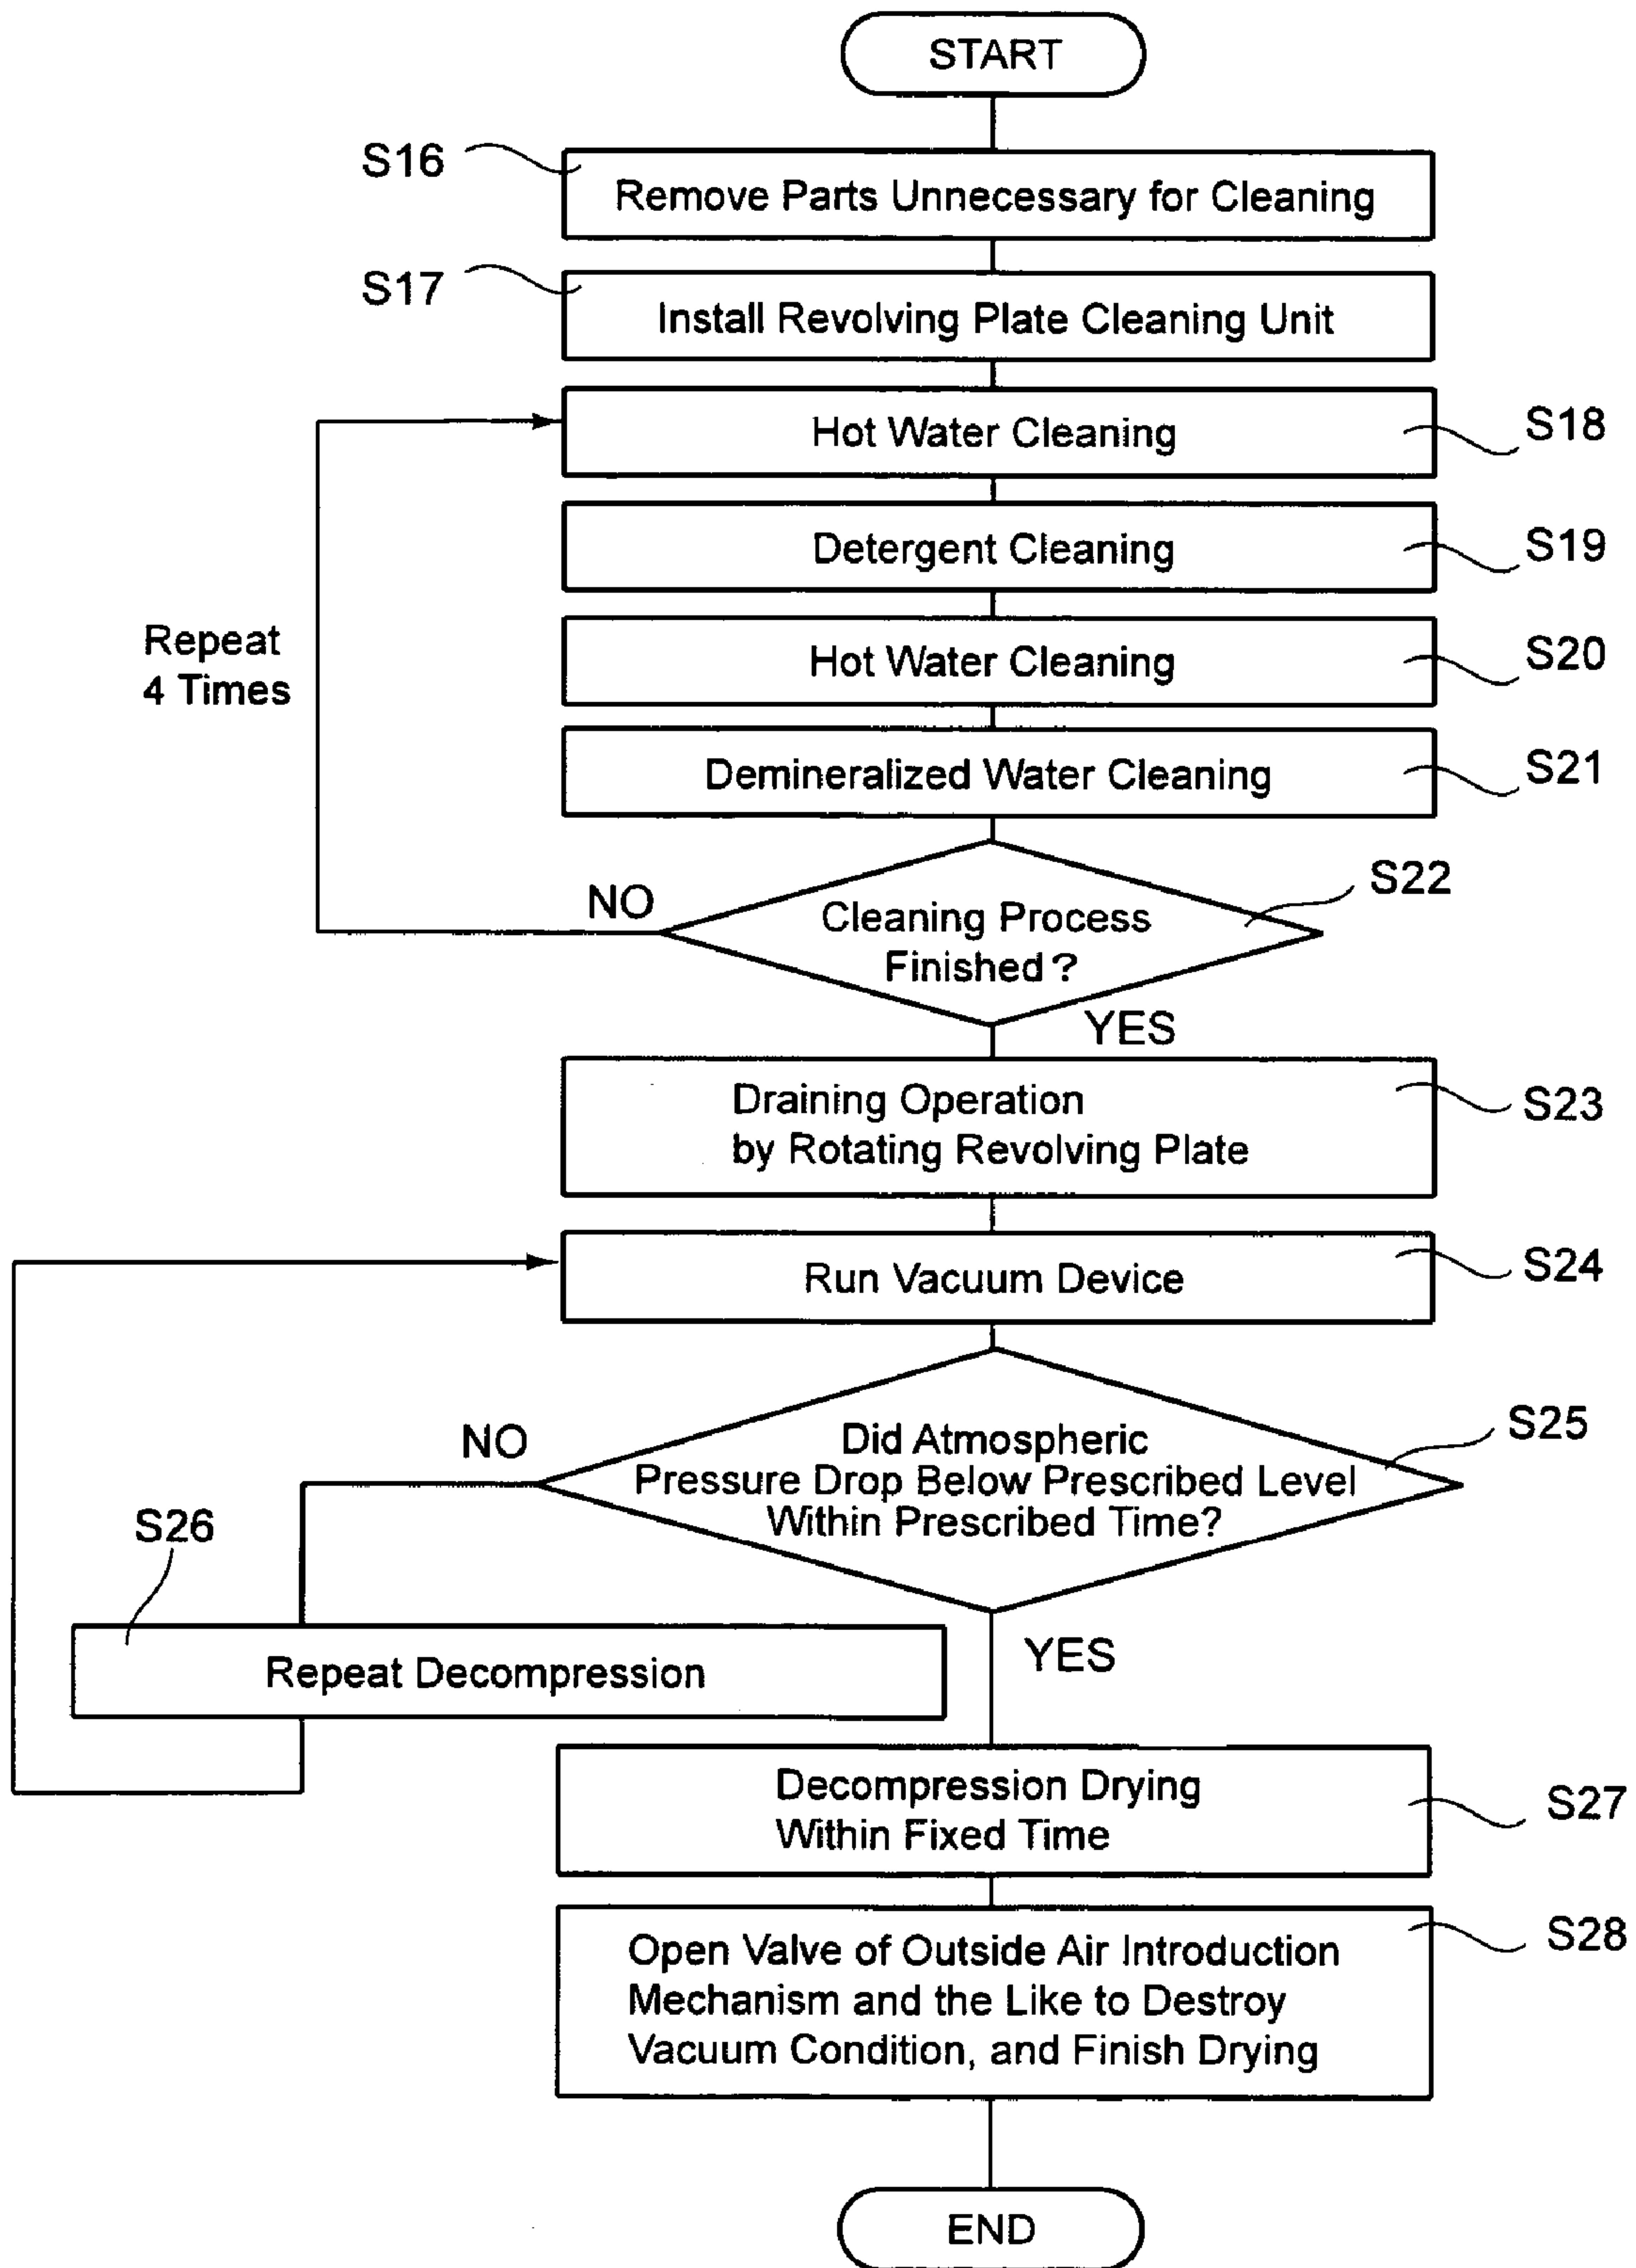 START
S16
Remove Parts Unnecessary for Cleaning
S17
Install Revolving Plate Cleaning Unit
Hot Water Cleaning
S18
Detergent Cleaning
S19
Repeat
4 Times
Hot Water Cleaning
S20
Demineralized Water Cleaning
S21
NO
Cleaning Process
Finished?
S22
YES
Draining Operation
by Rotating Revolving Plate
S23
Run Vacuum Device
S24
NO
Did Atmospheric
Pressure Drop Below Prescribed Level
Within Prescribed Time?
S25
S26
Repeat Decompression
YES
Decompression Drying
Within Fixed Time
S27
Open Valve of Outside Air Introduction
Mechanism and the Like to Destroy
Vacuum Condition, and Finish Drying
S28
END